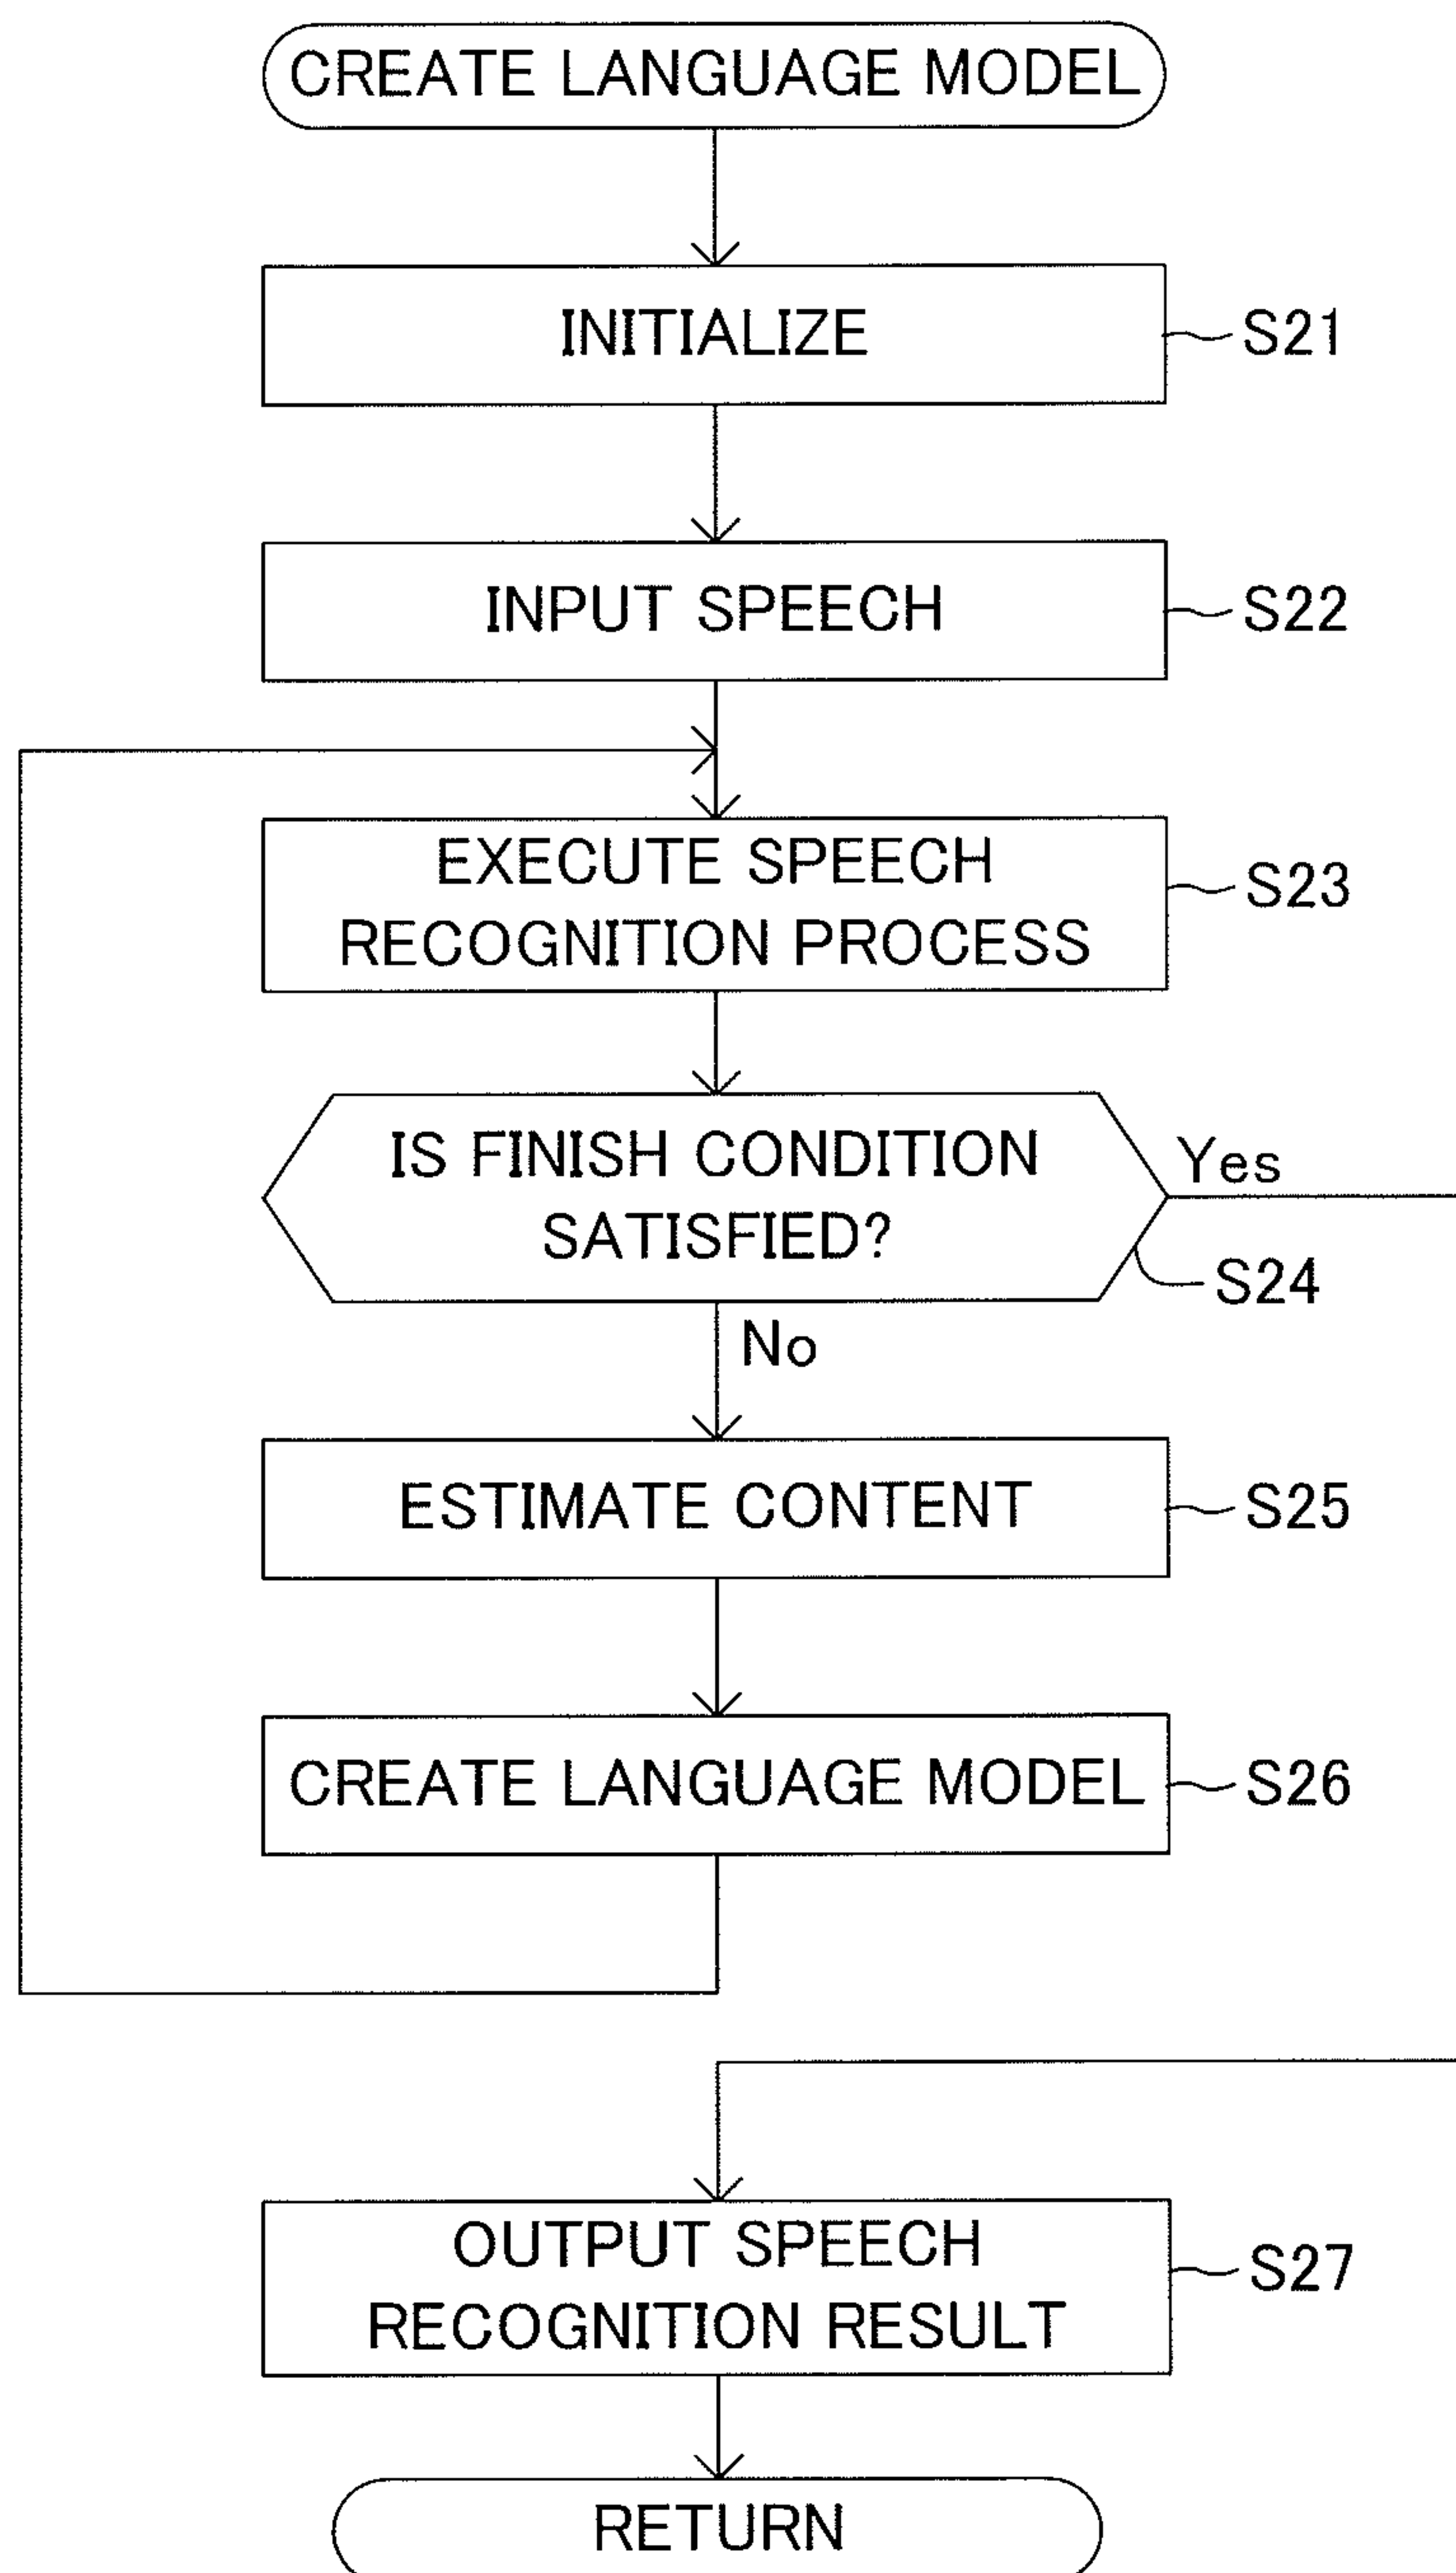 CREATE LANGUAGE MODEL
INITIALIZE
S21
INPUT SPEECH
S22
EXECUTE SPEECH
RECOGNITION PROCESS
S23
IS FINISH CONDITION
SATISFIED?
Yes
S24
No
ESTIMATE CONTENT
S25
CREATE LANGUAGE MODEL
S26
OUTPUT SPEECH
RECOGNITION RESULT
S27
RETURN